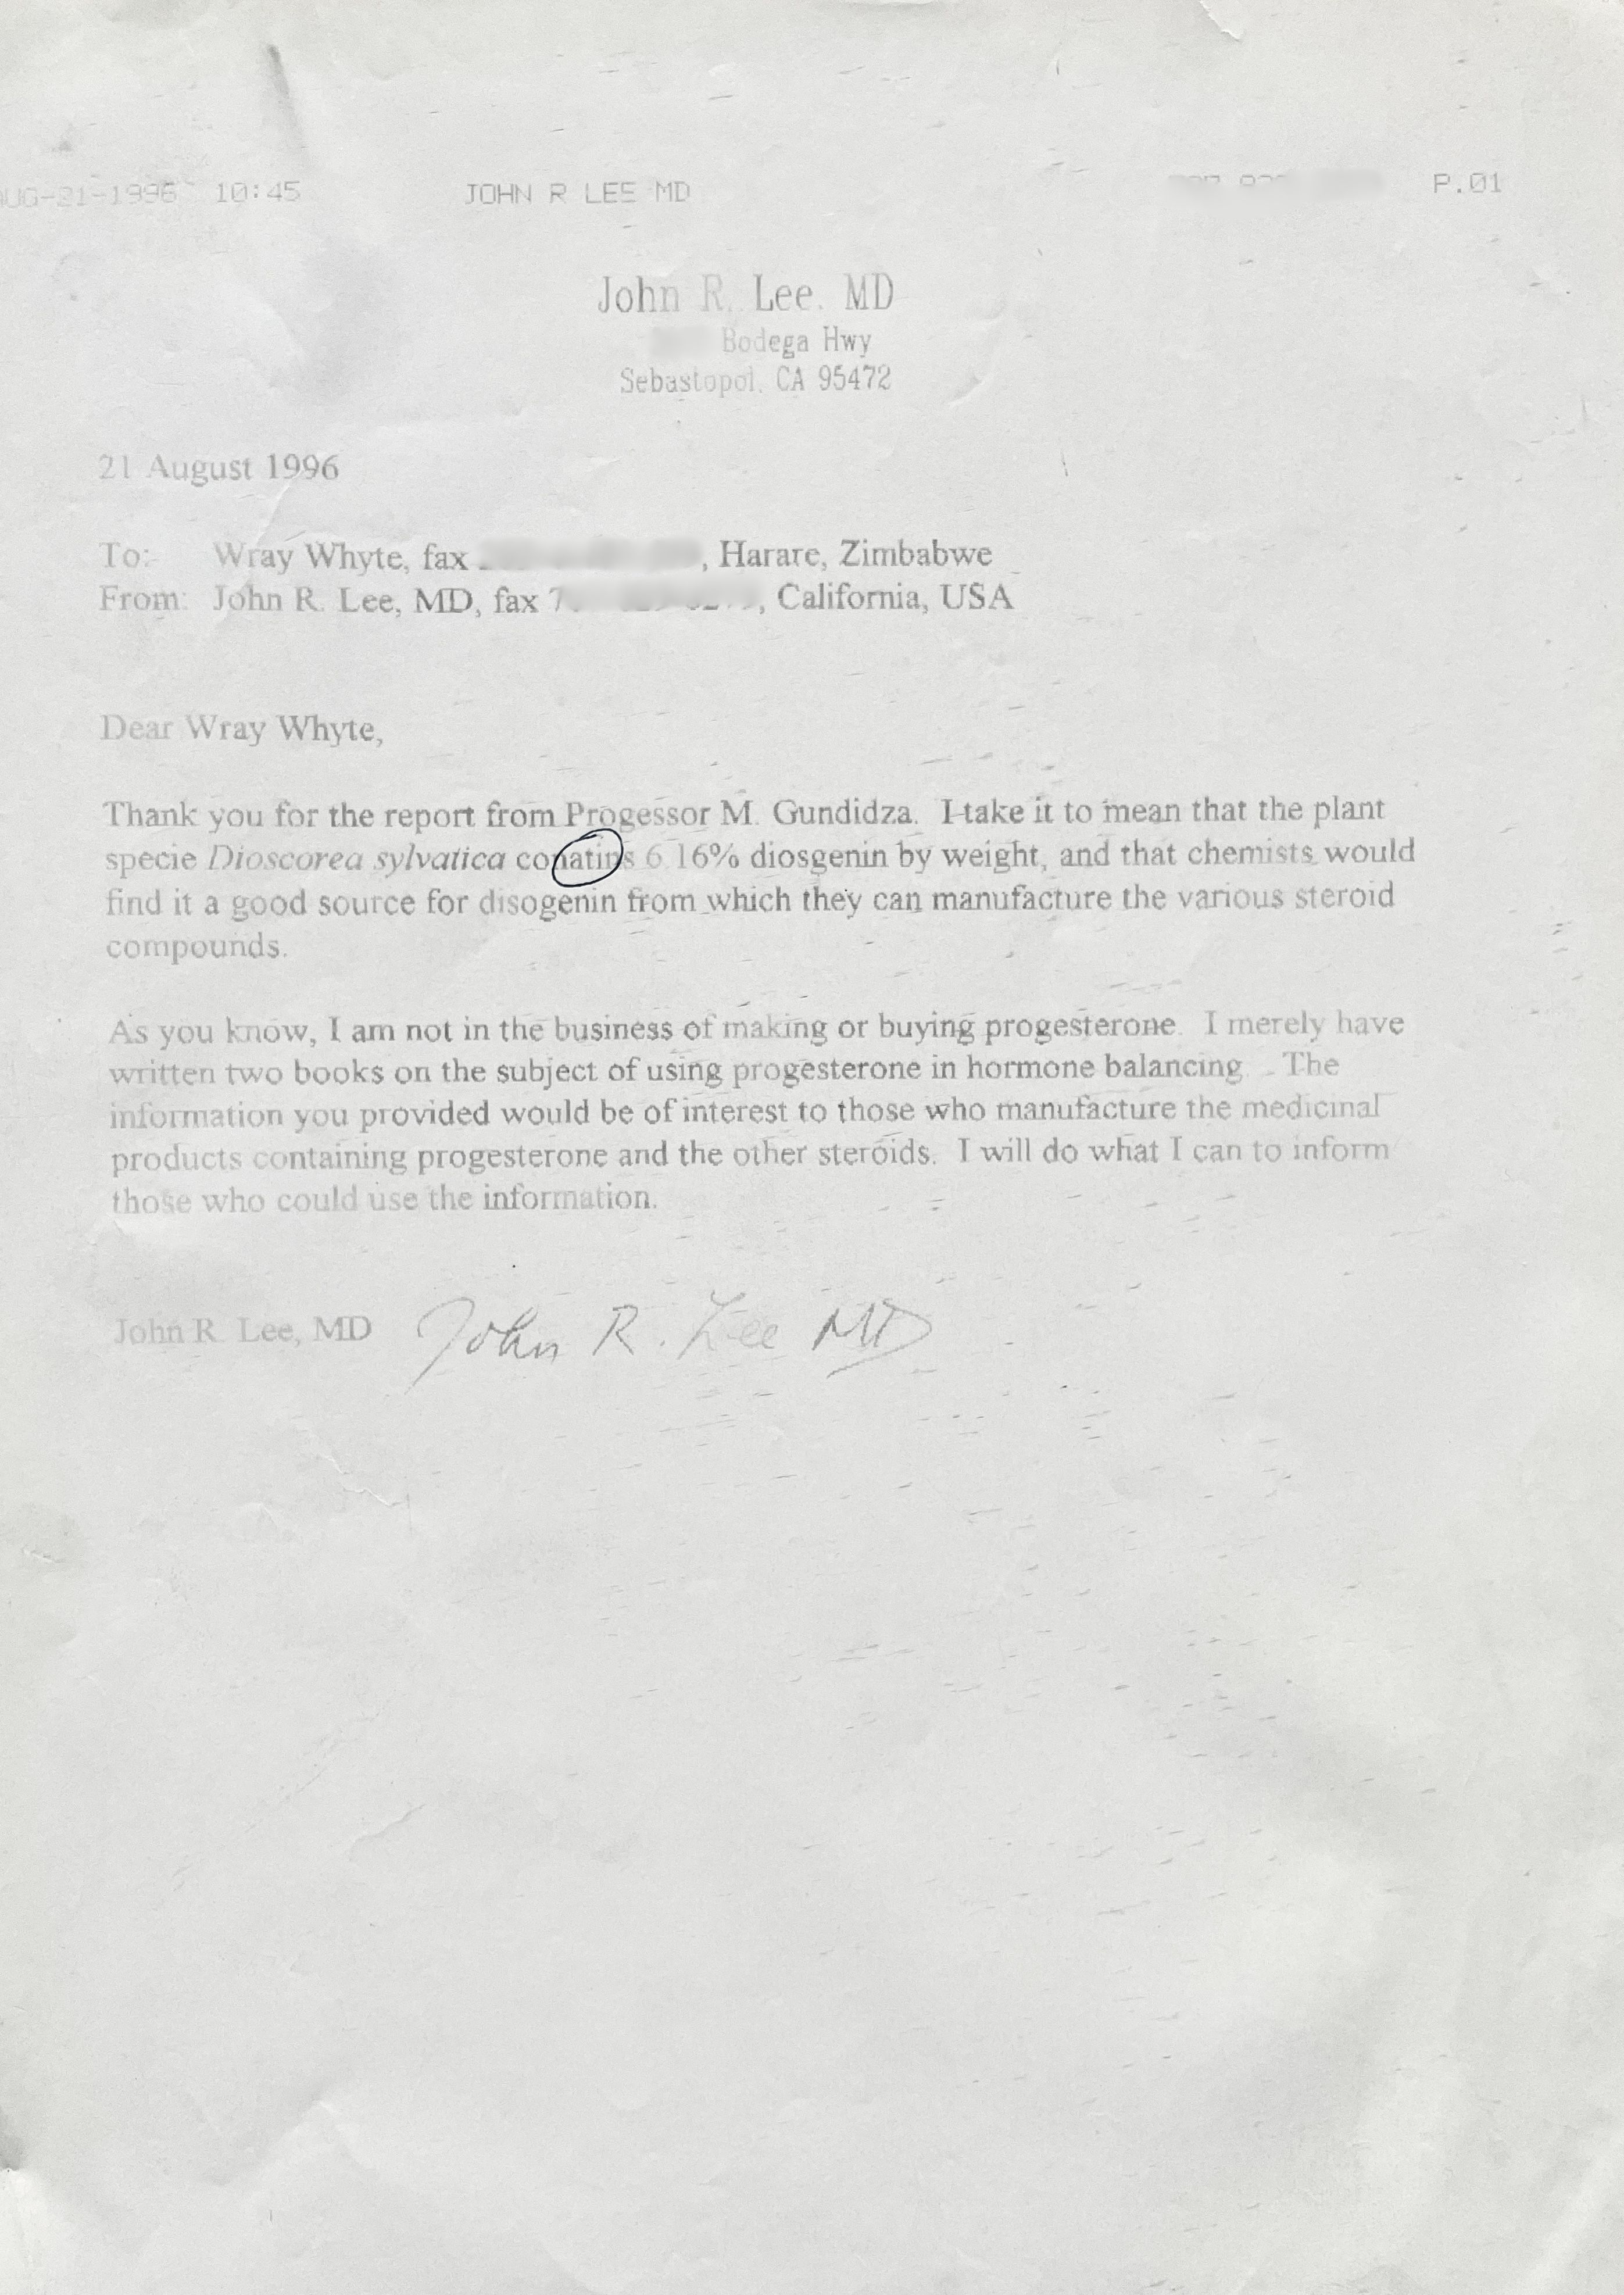 AUG-21-1996 10:45 JOHN R LEE MD P.01
John R. Lee, MD
Bodega Hwy
Sebastopol, CA 95472
21 August 1996
To: Wray Whyte, fax , Harare, Zimbabwe
From: John R. Lee, MD, fax 7 , California, USA
Dear Wray Whyte,
Thank you for the report from Progessor M. Gundidza. I take it to mean that the plant
specie Dioscorea sylvatica conatins 6.16% diosgenin by weight, and that chemists would
find it a good source for disogenin from which they can manufacture the various steroid
compounds.
As you know, I am not in the business of making or buying progesterone. I merely have
written two books on the subject of using progesterone in hormone balancing. The
information you provided would be of interest to those who manufacture the medicinal
products containing progesterone and the other steroids. I will do what I can to inform
those who could use the information.
John R. Lee, MD John R. Lee MD